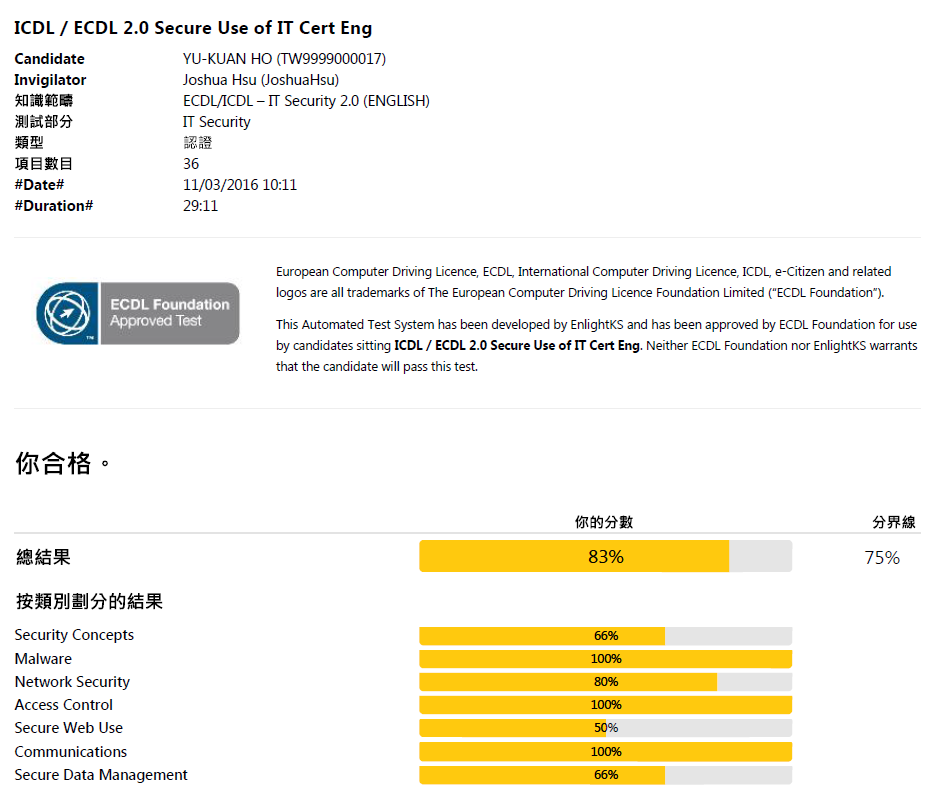 ICDL / ECDL 2.0 Secure Use of IT Cert Eng
Candidate YU-KUAN HO (TW9999000017)
Invigilator Joshua Hsu (JoshuaHsu)
知識範疇 ECDL/ICDL – IT Security 2.0 (ENGLISH)
測試部分 IT Security
類型 認證
項目數目 36
#Date# 11/03/2016 10:11
#Duration# 29:11
European Computer Driving Licence, ECDL, International Computer Driving Licence, ICDL, e-Citizen and related
logos are all trademarks of The European Computer Driving Licence Foundation Limited (“ECDL Foundation”).
ECDL Foundation
Approved Test
TM
This Automated Test System has been developed by EnlightKS and has been approved by ECDL Foundation for use
by candidates sitting ICDL / ECDL 2.0 Secure Use of IT Cert Eng. Neither ECDL Foundation nor EnlightKS warrants
that the candidate will pass this test.
你合格。
你的分數 分界線
總結果 83% 75%
按類別劃分的結果
Security Concepts 66%
Malware 100%
Network Security 80%
Access Control 100%
Secure Web Use 50%
Communications 100%
Secure Data Management 66%